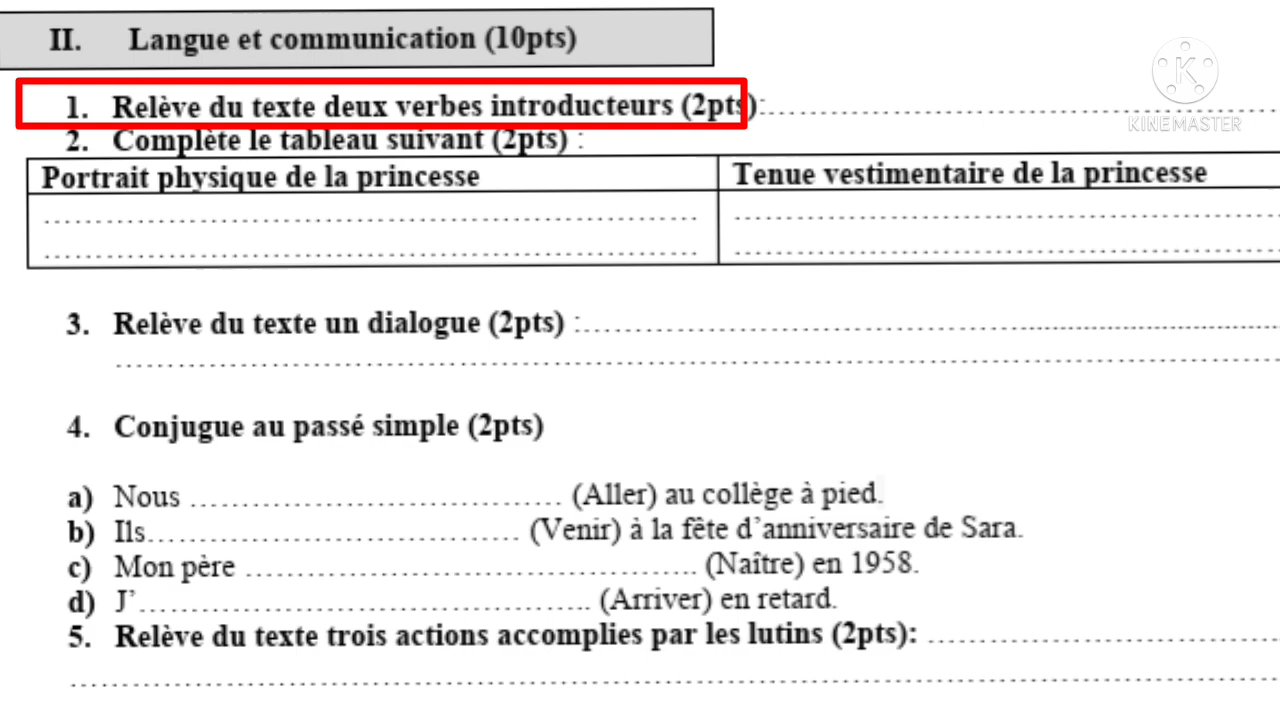 II. Langue et communication (10pts)
K
KINEMASTER
1. Relève du texte deux verbes introducteurs (2pts):……………………………………………
2. Complète le tableau suivant (2pts) :
Portrait physique de la princesse Tenue vestimentaire de la princesse
……………………………………………………… ………………………………………………
……………………………………………………… ………………………………………………
3. Relève du texte un dialogue (2pts) :……………………………………………………………
……………………………………………………………………………………………………
4. Conjugue au passé simple (2pts)
a) Nous ……………………………… (Aller) au collège à pied.
b) Ils……………………………… (Venir) à la fête d’anniversaire de Sara.
c) Mon père …………………………………… (Naître) en 1958.
d) J’…………………………………….. (Arriver) en retard.
5. Relève du texte trois actions accomplies par les lutins (2pts): ……………………………
……………………………………………………………………………………………………